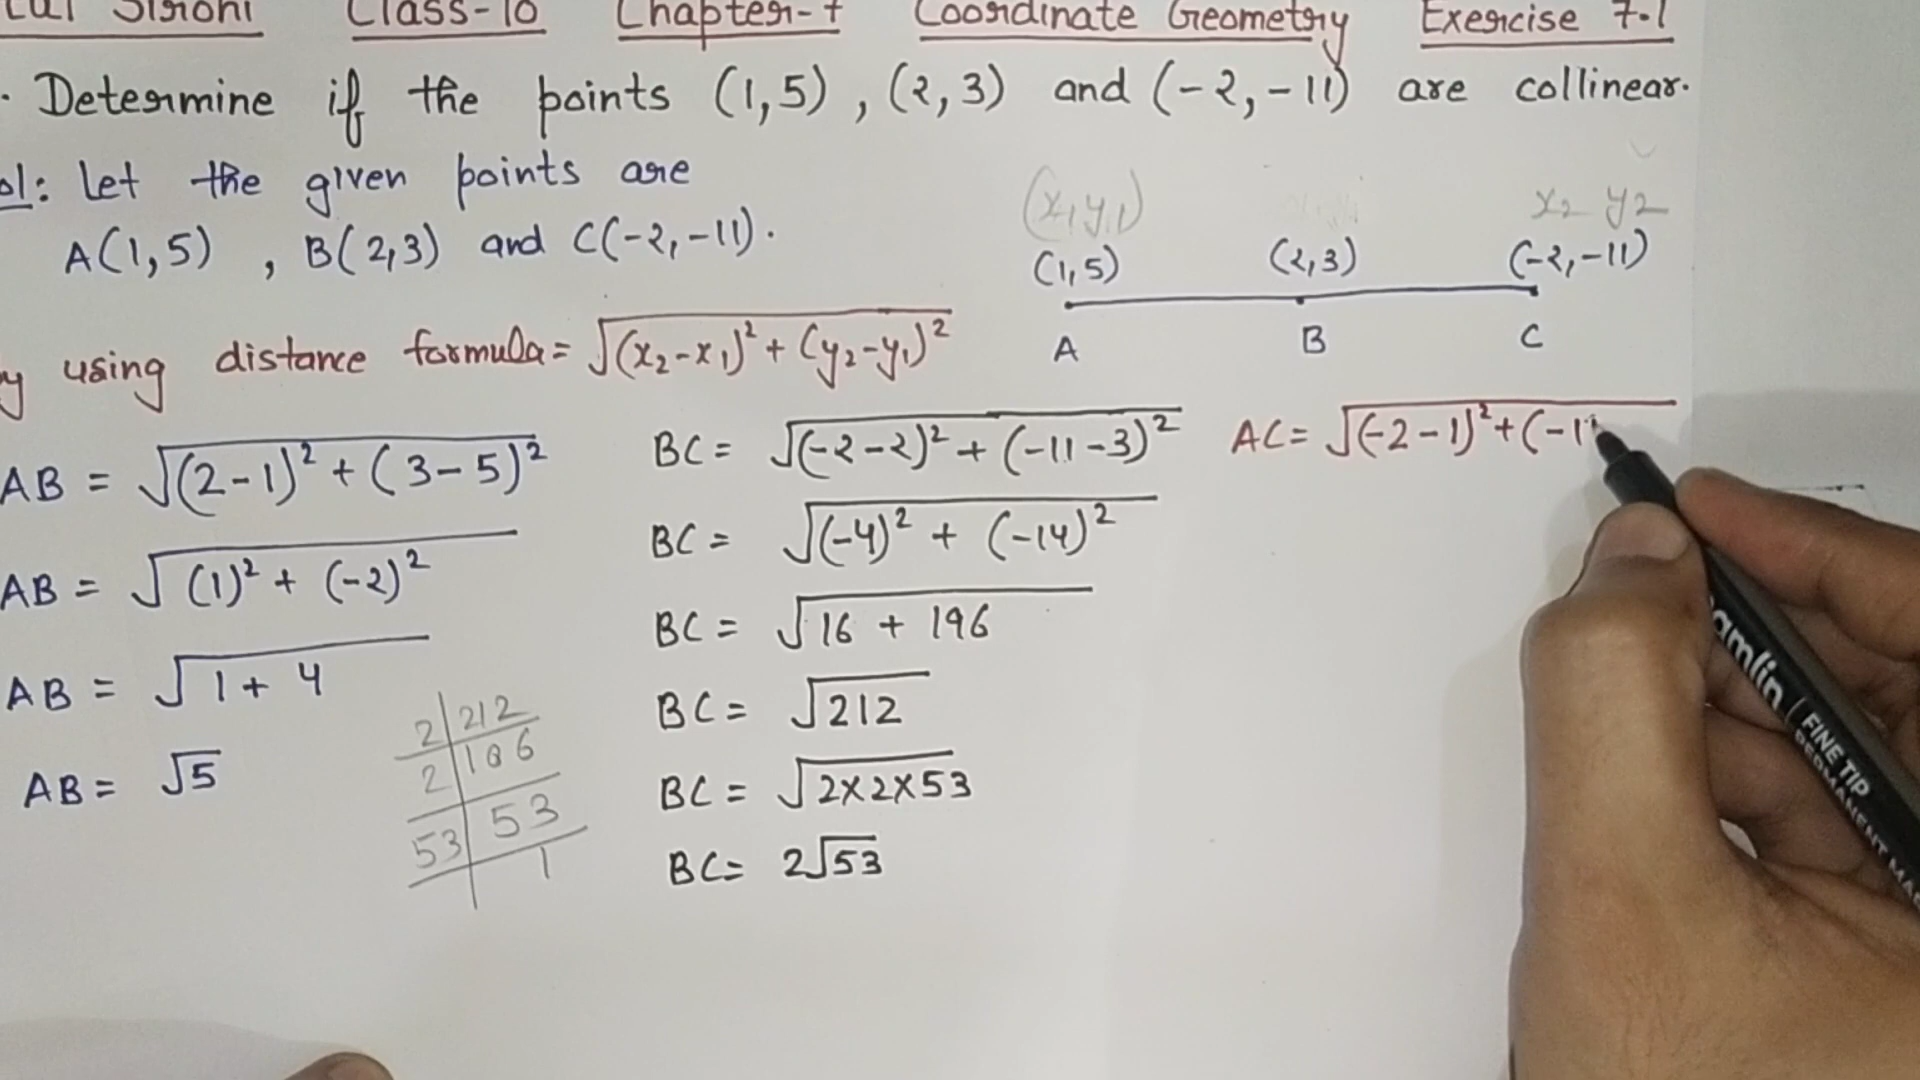 Class-10 Chapter-7 Coordinate Geometry Exercise 7.1
Determine if the points (1,5), (2,3) and (-2,-11) are collinear.
Let the given points are
A(1,5), B(2,3) and C(-2,-11).
(x₁y₁) x₂ y₂
(1,5) (2,3) (-2,-11)
A B C
using distance formula = √(x₂-x₁)² + (y₂-y₁)²
AB = √(2-1)² + (3-5)²
AB = √(1)² + (-2)²
AB = √1 + 4
AB = √5
2 212
2 106
53 53
1
BC = √(-2-2)² + (-11-3)²
BC = √(-4)² + (-14)²
BC = √16 + 196
BC = √212
BC = √2×2×53
BC = 2√53
AC = √(-2-1)² + (-1
amlin FINE TIP
PERMANENT MA